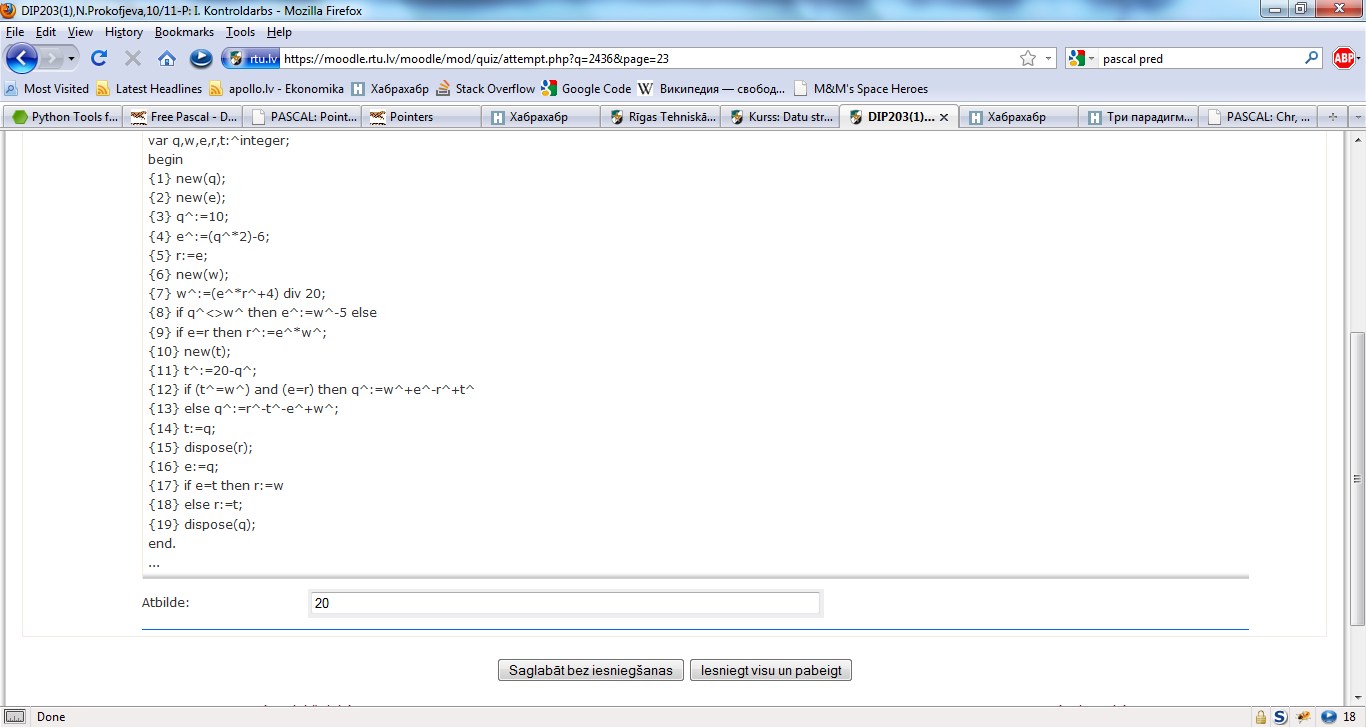 DIP203(1),N.Prokofjeva,10/11-P: I. Kontroldarbs - Mozilla Firefox
File Edit View History Bookmarks Tools Help
rtu.lv https://moodle.rtu.lv/moodle/mod/quiz/attempt.php?q=2436&page=23 pascal pred ABP
Most Visited Latest Headlines apollo.lv - Ekonomika Хабрахабр Stack Overflow Google Code Википедия — свобод... M&M's Space Heroes
Python Tools f... Free Pascal - D... PASCAL: Point... Pointers Хабрахабр Rīgas Tehniskā... Kurss: Datu str... DIP203(1)... Хабрахабр Три парадигм... PASCAL: Chr, ...
var q,w,e,r,t:^integer;
begin
{1} new(q);
{2} new(e);
{3} q^:=10;
{4} e^:=(q^*2)-6;
{5} r:=e;
{6} new(w);
{7} w^:=(e^*r^+4) div 20;
{8} if q^<>w^ then e^:=w^-5 else
{9} if e=r then r^:=e^*w^;
{10} new(t);
{11} t^:=20-q^;
{12} if (t^=w^) and (e=r) then q^:=w^+e^-r^+t^
{13} else q^:=r^-t^-e^+w^;
{14} t:=q;
{15} dispose(r);
{16} e:=q;
{17} if e=t then r:=w
{18} else r:=t;
{19} dispose(q);
end.
...
Atbilde: 20
Saglabāt bez iesniegšanas Iesniegt visu un pabeigt
Done 18